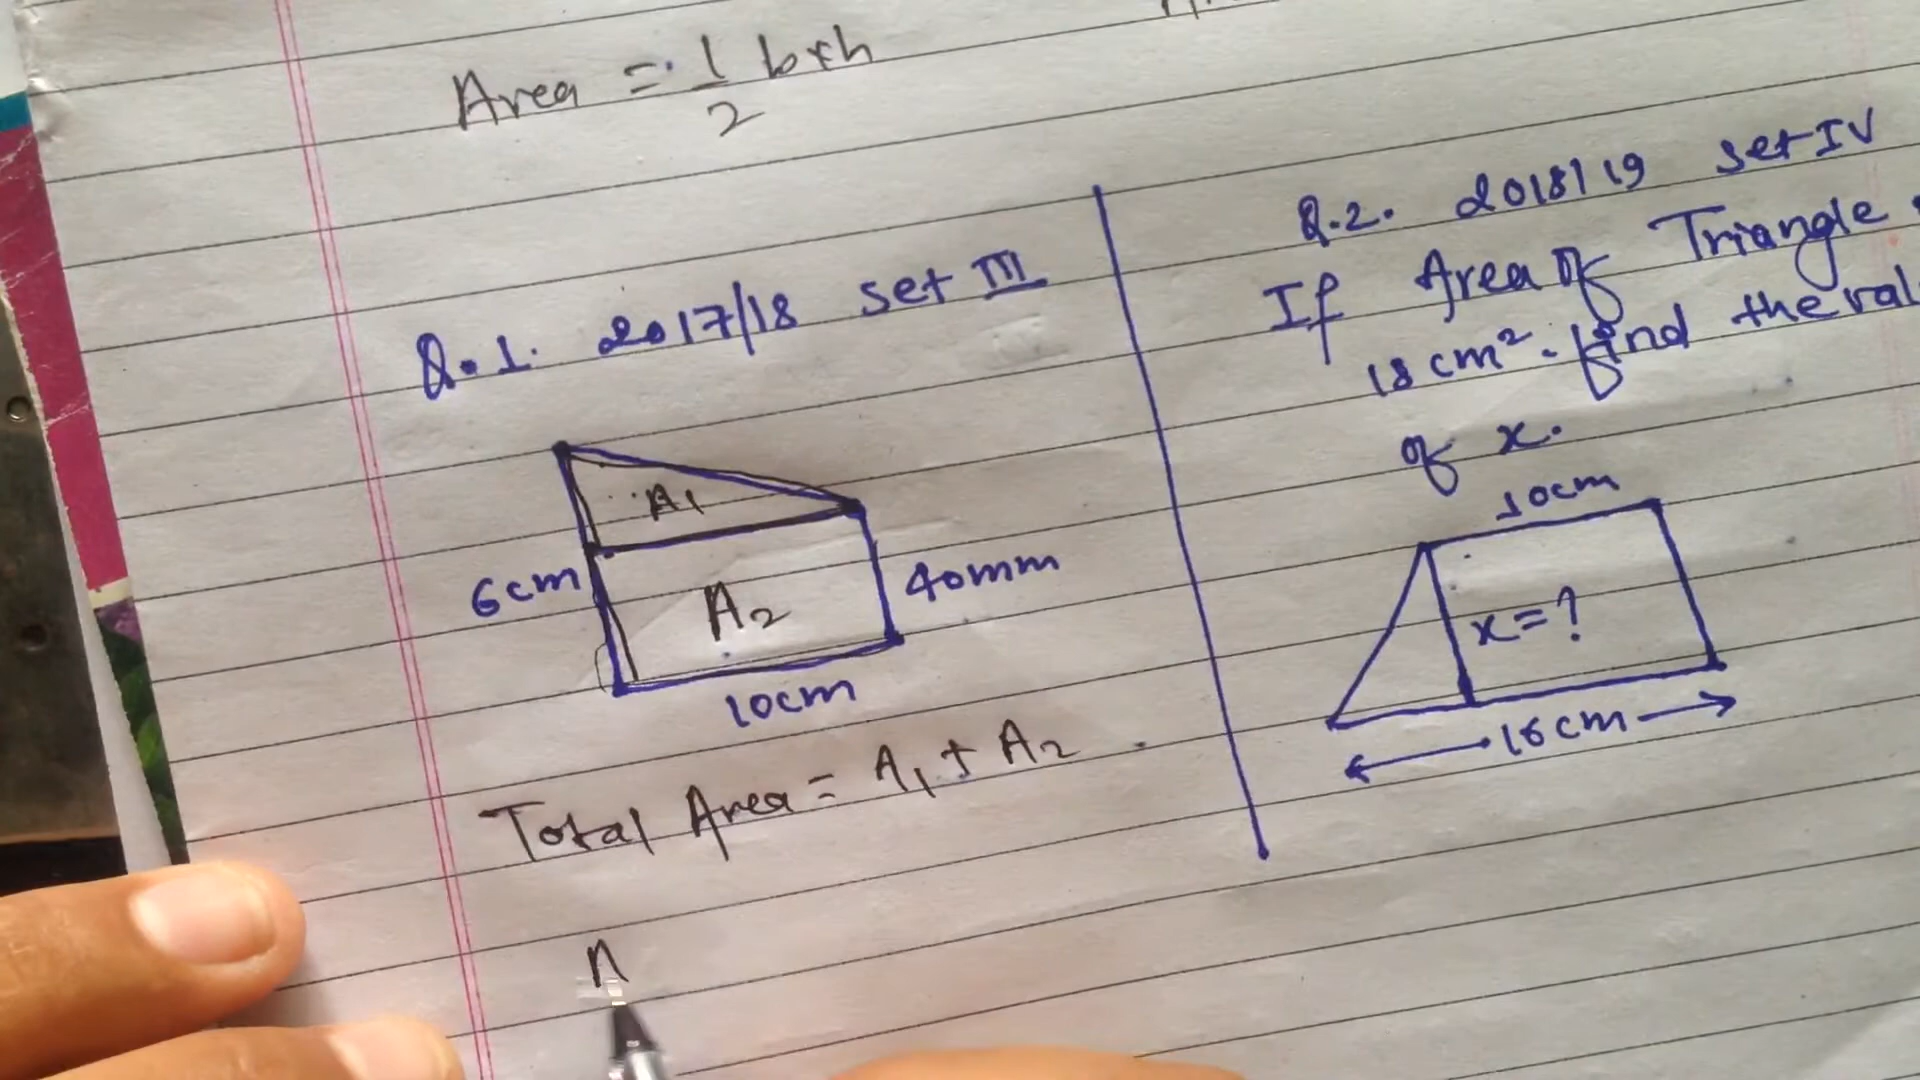 Area = 1/2 b×h
Q.1. 2017/18 set III
A1
6cm
A2
40mm
10cm
Total Area = A1 + A2
Q.2. 2018/19 set IV
If Area Of Triangle
18 cm². find the
of x.
10cm
x=?
16cm